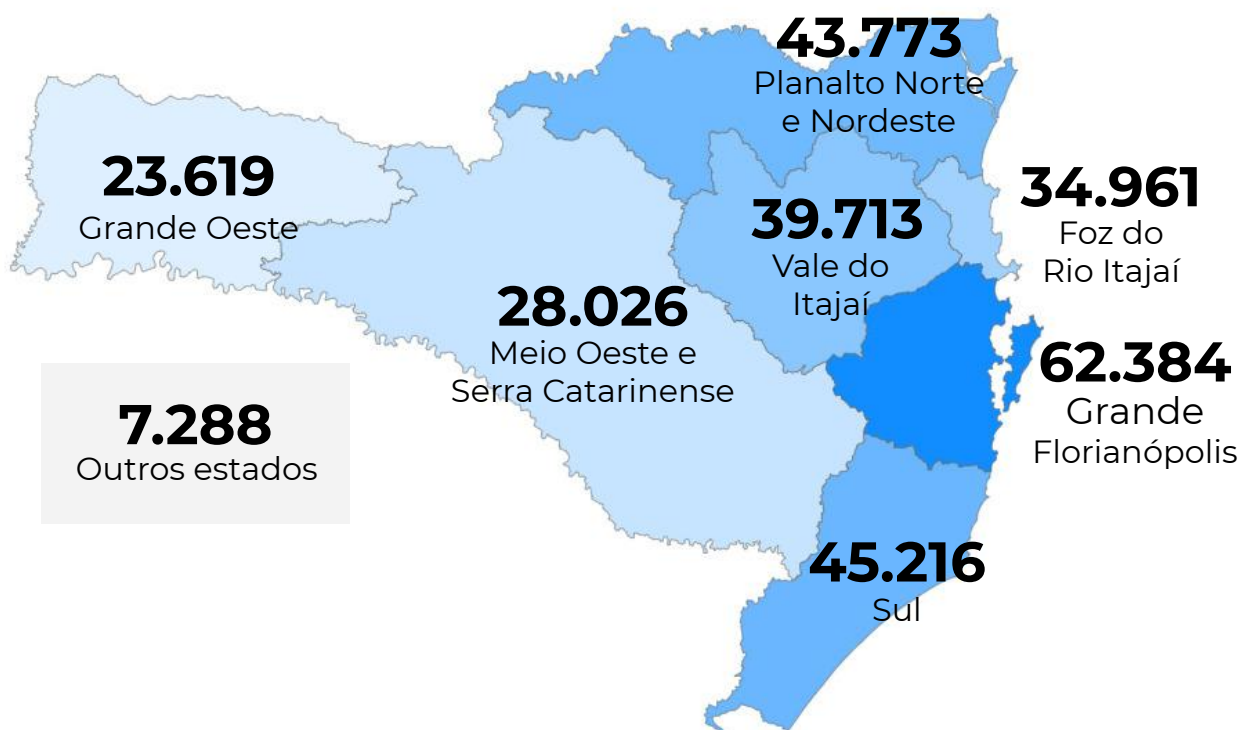 43.773
Planalto Norte
e Nordeste
23.619
Grande Oeste
39.713
Vale do
Itajaí
34.961
Foz do
Rio Itajaí
28.026
Meio Oeste e
Serra Catarinense
62.384
Grande
Florianópolis
7.288
Outros estados
45.216
Sul